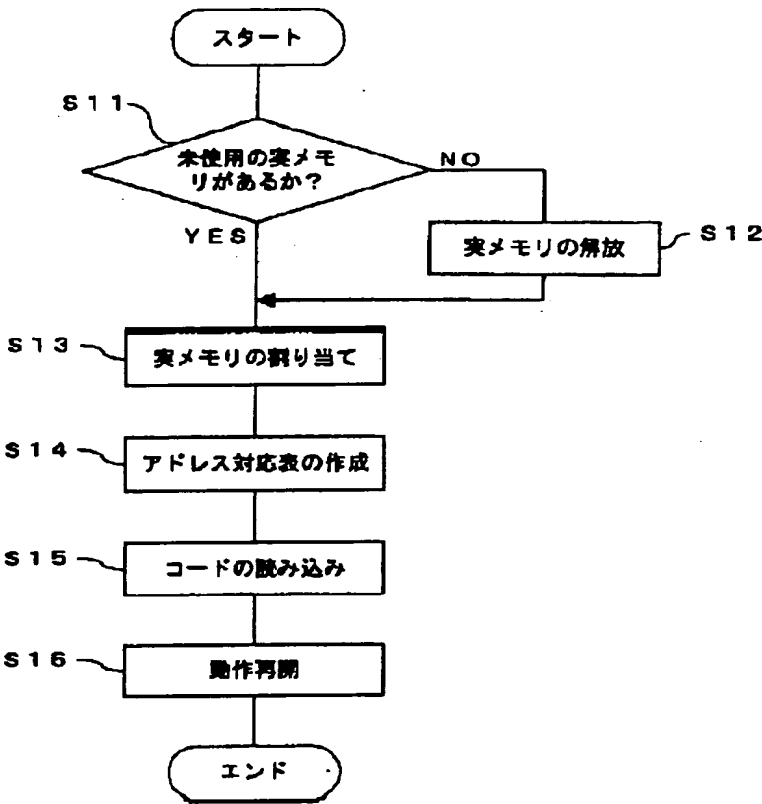 スタート
S11
未使用の実メモ
リがあるか？
NO
YES
実メモリの解放
S12
S13
実メモリの割り当て
S14
アドレス対応表の作成
S15
コードの読み込み
S16
動作再開
エンド